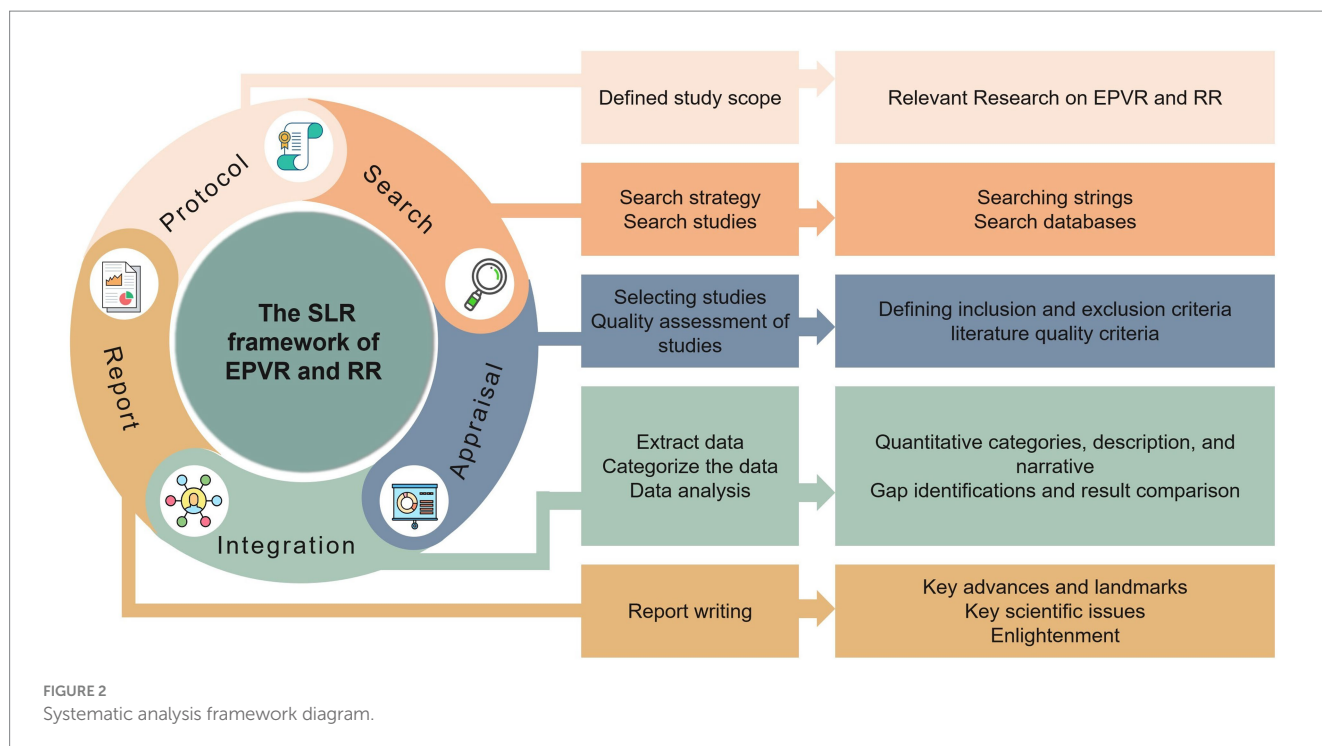 Protocol
Search
Appraisal
Integration
Report
The SLR
framework of
EPVR and RR
Defined study scope
Relevant Research on EPVR and RR
Search strategy
Search studies
Searching strings
Search databases
Selecting studies
Quality assessment of
studies
Defining inclusion and exclusion criteria
literature quality criteria
Extract data
Categorize the data
Data analysis
Quantitative categories, description, and
narrative
Gap identifications and result comparison
Report writing
Key advances and landmarks
Key scientific issues
Enlightenment
FIGURE 2
Systematic analysis framework diagram.